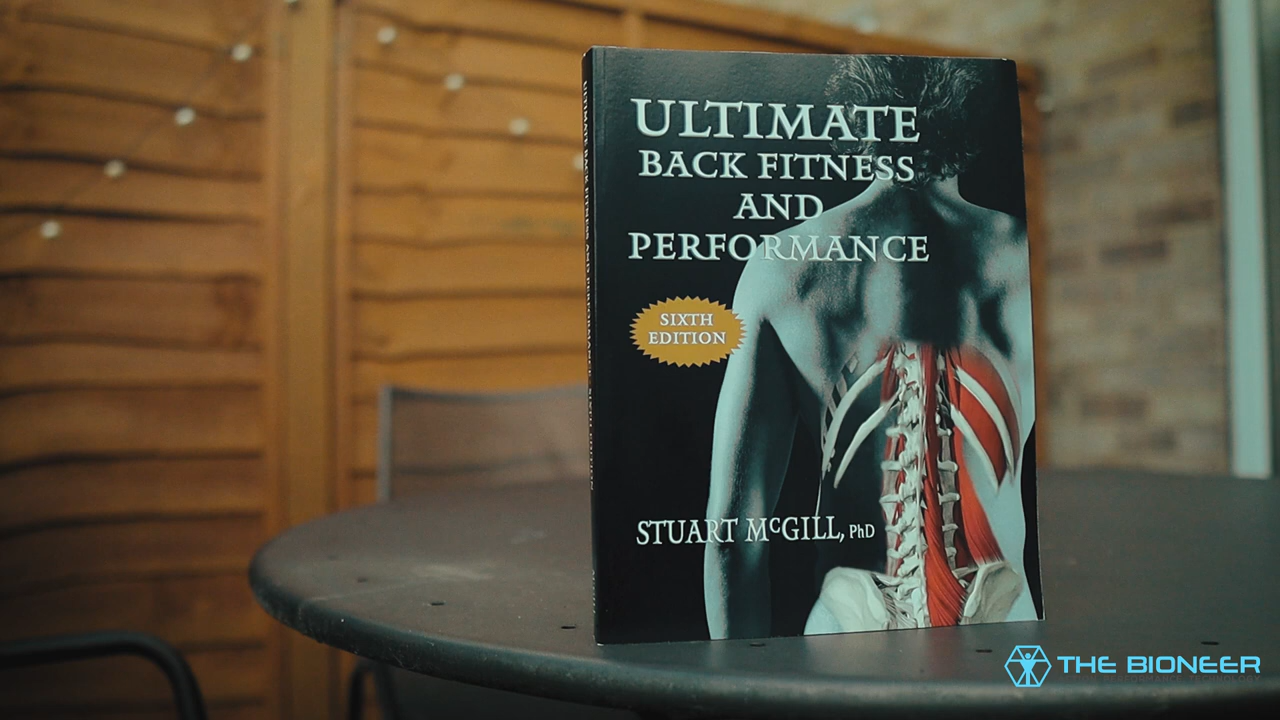 ULTIMATE
BACK FITNESS
AND
PERFORMANCE
SIXTH
EDITION
STUART McGILL, PhD
THE BIONEER